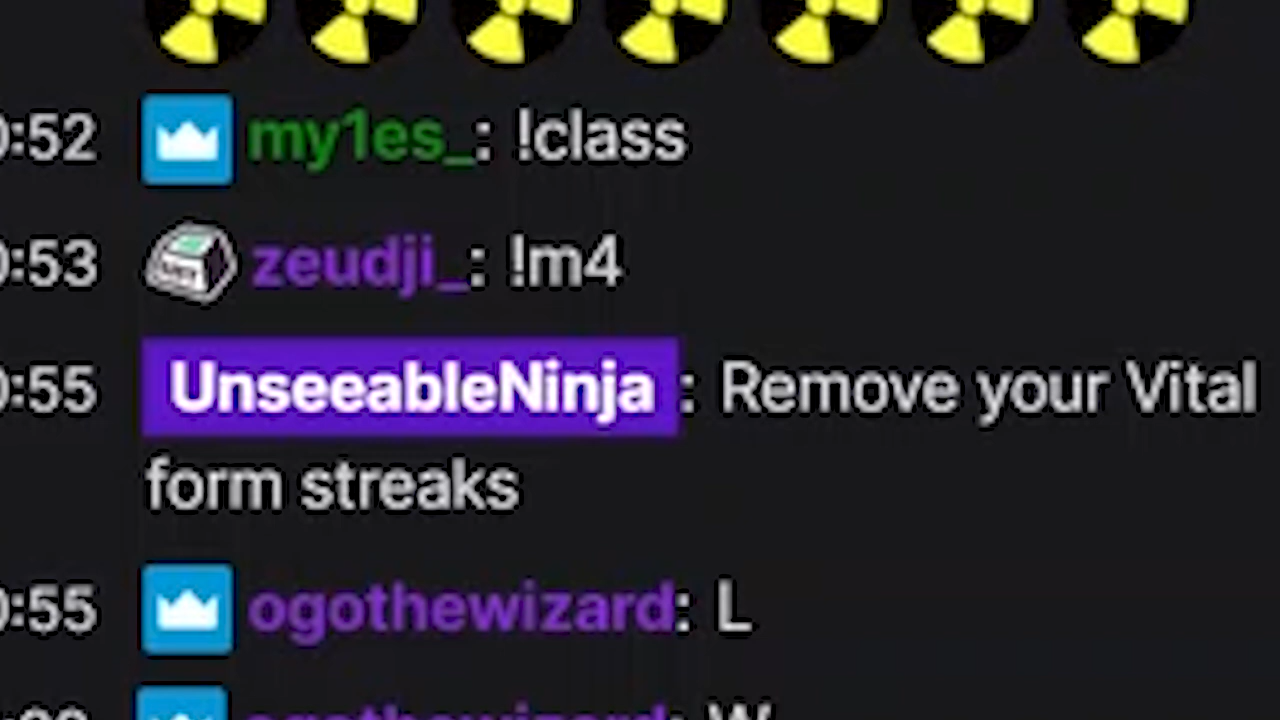 0:52 my1es_: !class
0:53 zeudji_: !m4
0:55 UnseeableNinja : Remove your Vital
form streaks
0:55 ogothewizard: L
ogothewizard: W